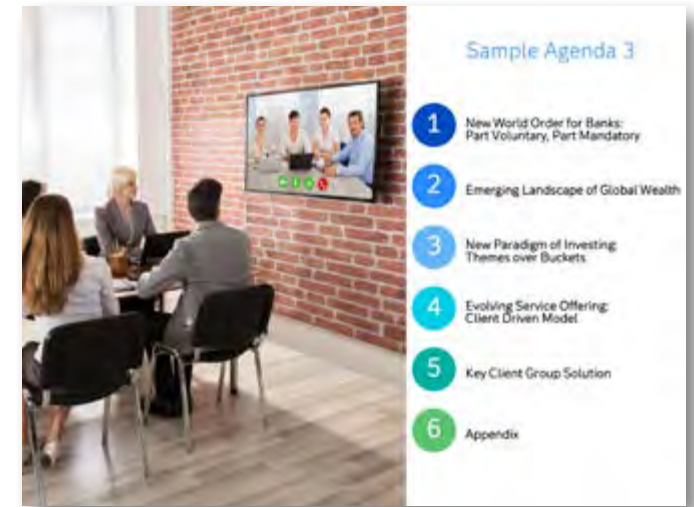 Sample Agenda 3
1
New World Order for Banks:
Part Voluntary, Part Mandatory
2
Emerging Landscape of Global Wealth
3
New Paradigm of Investing:
Themes over Buckets
4
Evolving Service Offering:
Client Driven Model
5
Key Client Group Solution
6
Appendix